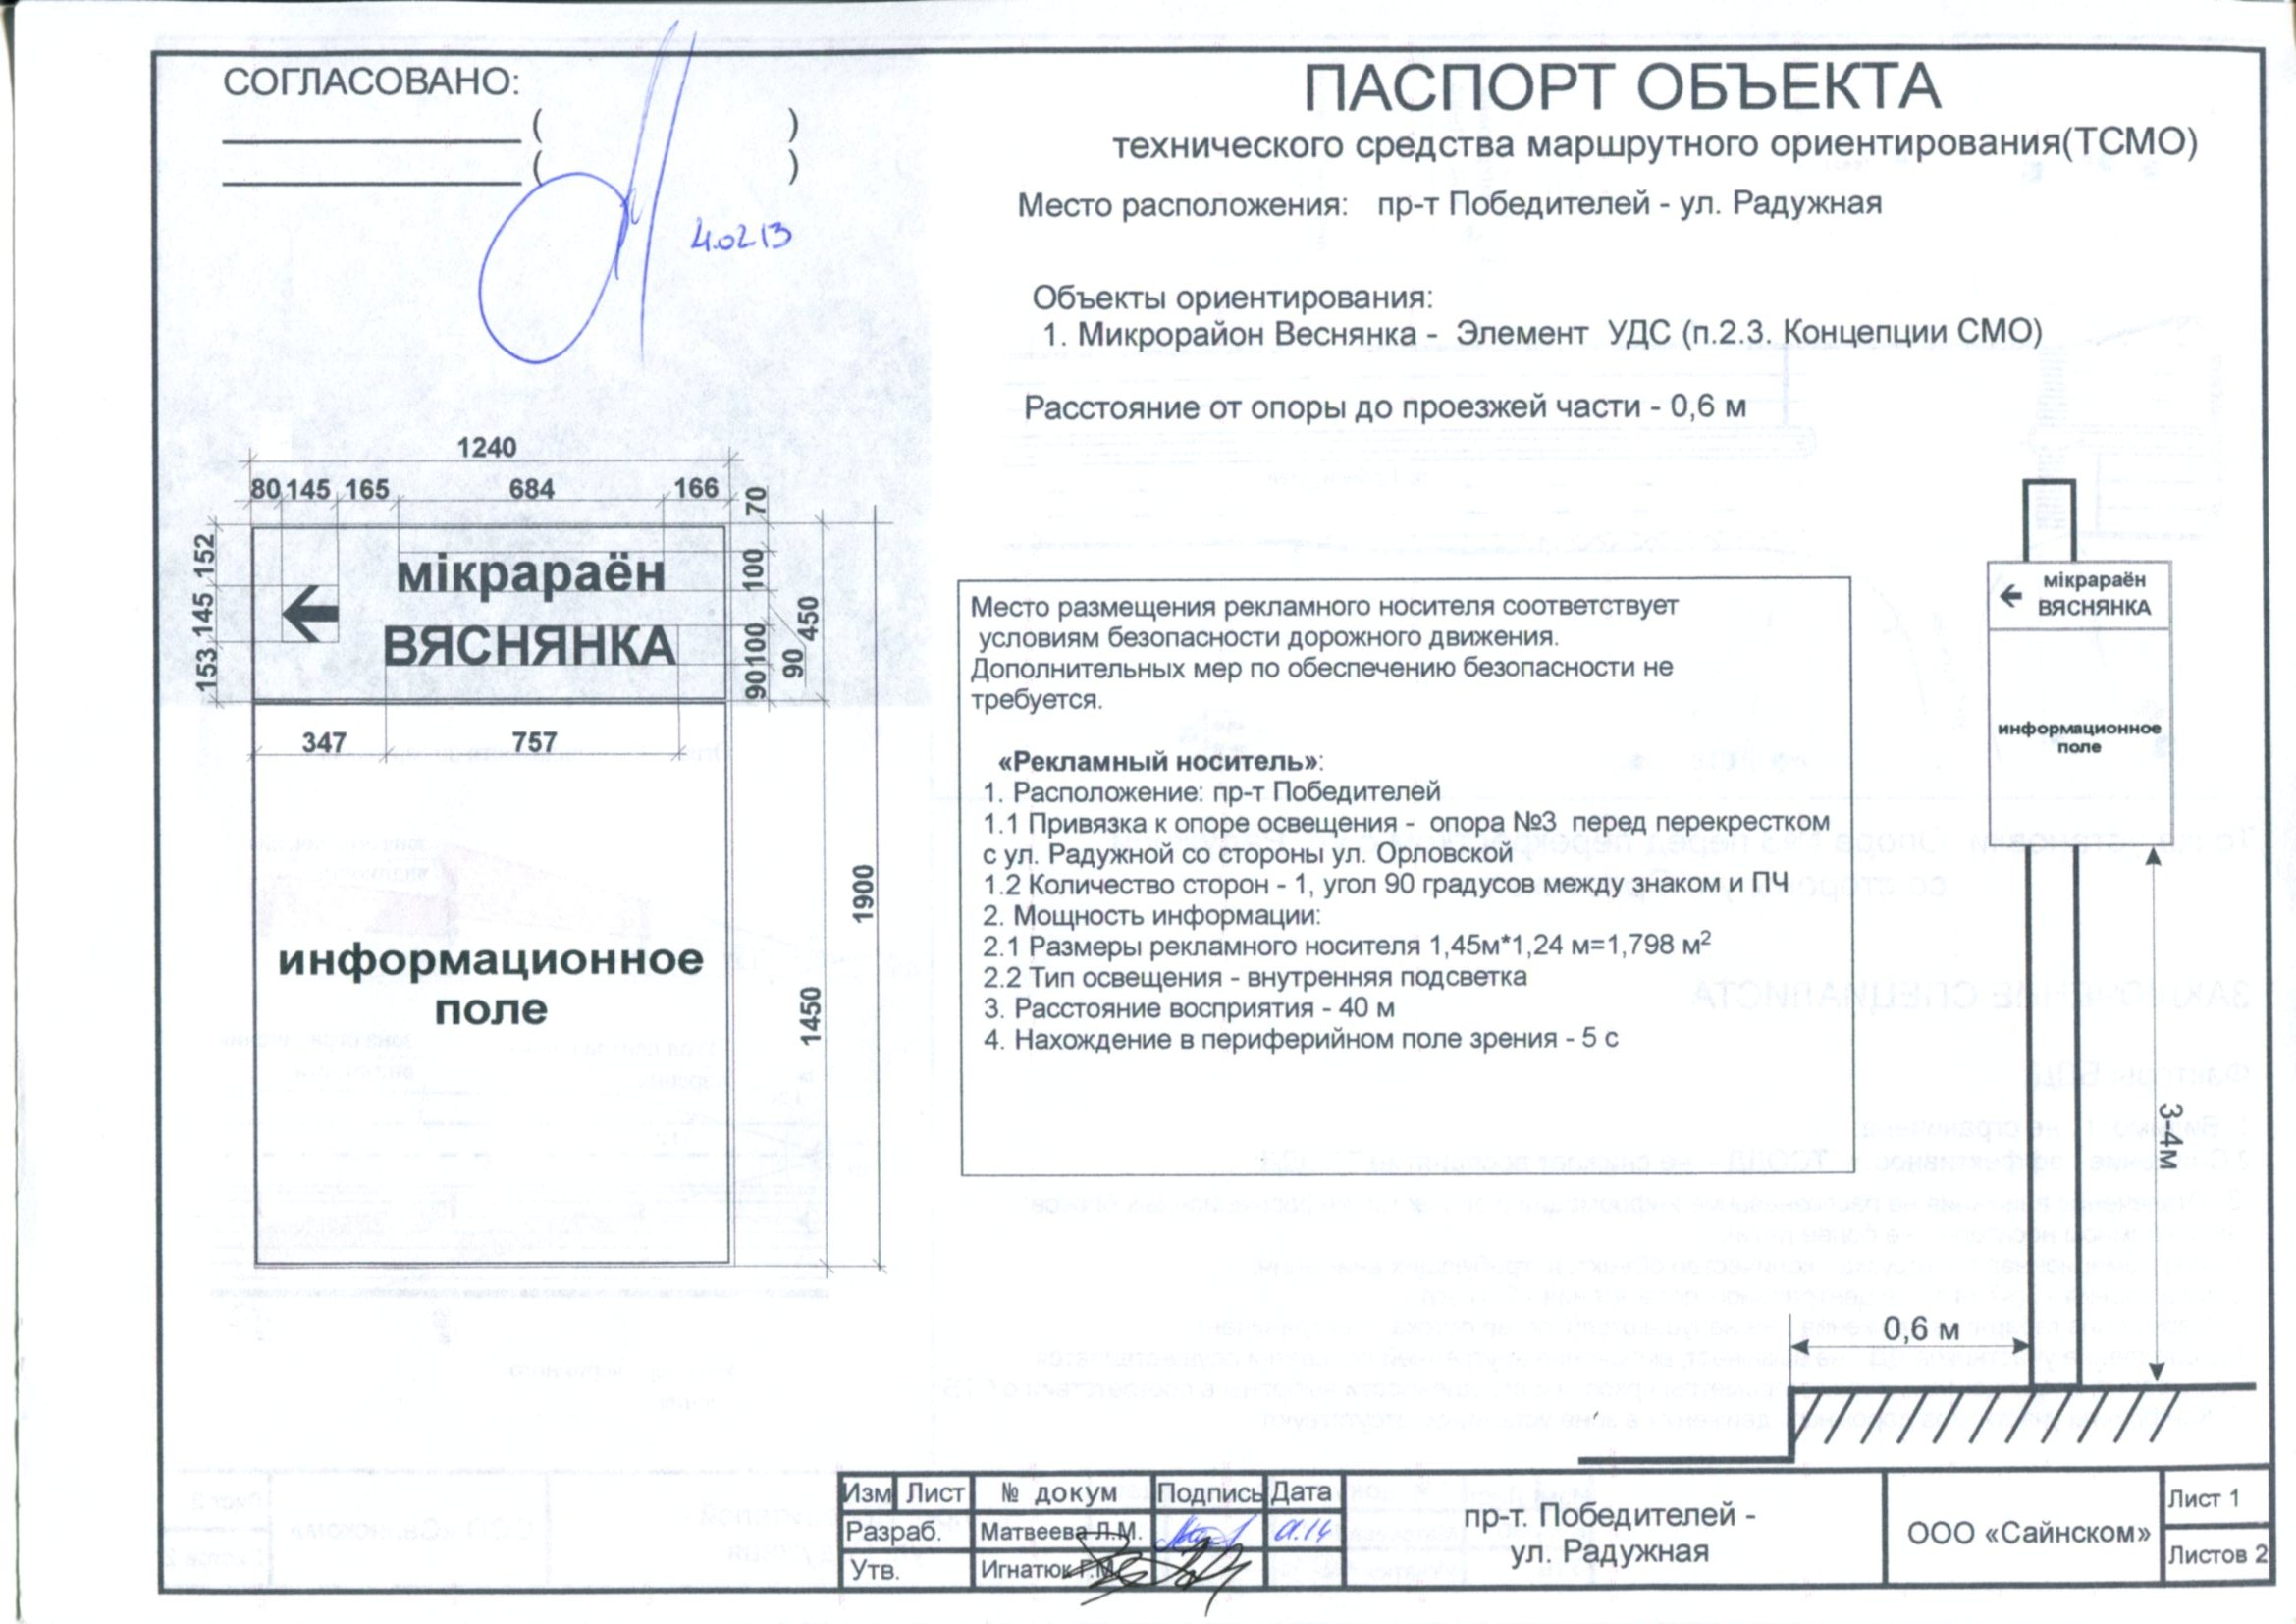 СОГЛАСОВАНО:
( )
( )
4.02.13
ПАСПОРТ ОБЪЕКТА
технического средства маршрутного ориентирования(ТСМО)
Место расположения: пр-т Победителей - ул. Радужная
Объекты ориентирования:
1. Микрорайон Веснянка - Элемент УДС (п.2.3. Концепции СМО)
Расстояние от опоры до проезжей части - 0,6 м
1240
80 145 165 684 166
70
152
145
153
100
100
90
90
450
мікрараён
ВЯСНЯНКА
347 757
1900
1450
информационное
поле
Место размещения рекламного носителя соответствует
условиям безопасности дорожного движения.
Дополнительных мер по обеспечению безопасности не
требуется.
«Рекламный носитель»:
1. Расположение: пр-т Победителей
1.1 Привязка к опоре освещения - опора №3 перед перекрестком
с ул. Радужной со стороны ул. Орловской
1.2 Количество сторон - 1, угол 90 градусов между знаком и ПЧ
2. Мощность информации:
2.1 Размеры рекламного носителя 1,45м*1,24 м=1,798 м²
2.2 Тип освещения - внутренняя подсветка
3. Расстояние восприятия - 40 м
4. Нахождение в периферийном поле зрения - 5 с
мікрараён
ВЯСНЯНКА
информационное
поле
0,6 м
Изм Лист № докум Подпись Дата
Разраб. Матвеева Л.М.
Утв. Игнатюк Г.М.
пр-т. Победителей -
ул. Радужная
ООО «Сайнском»
Лист 1
Листов 2